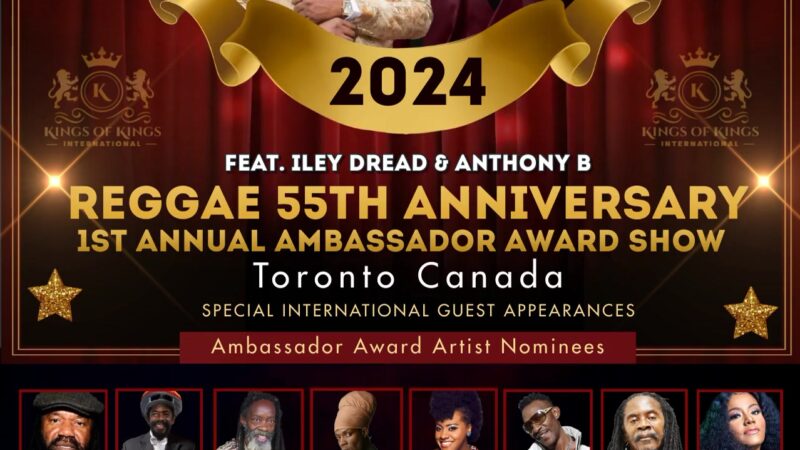 2024
K
KINGS OF KINGS
INTERNATIONAL
K
KINGS OF KINGS
INTERNATIONAL
FEAT. ILEY DREAD & ANTHONY B
REGGAE 55TH ANNIVERSARY
1ST ANNUAL AMBASSADOR AWARD SHOW
Toronto Canada
SPECIAL INTERNATIONAL GUEST APPEARANCES
Ambassador Award Artist Nominees